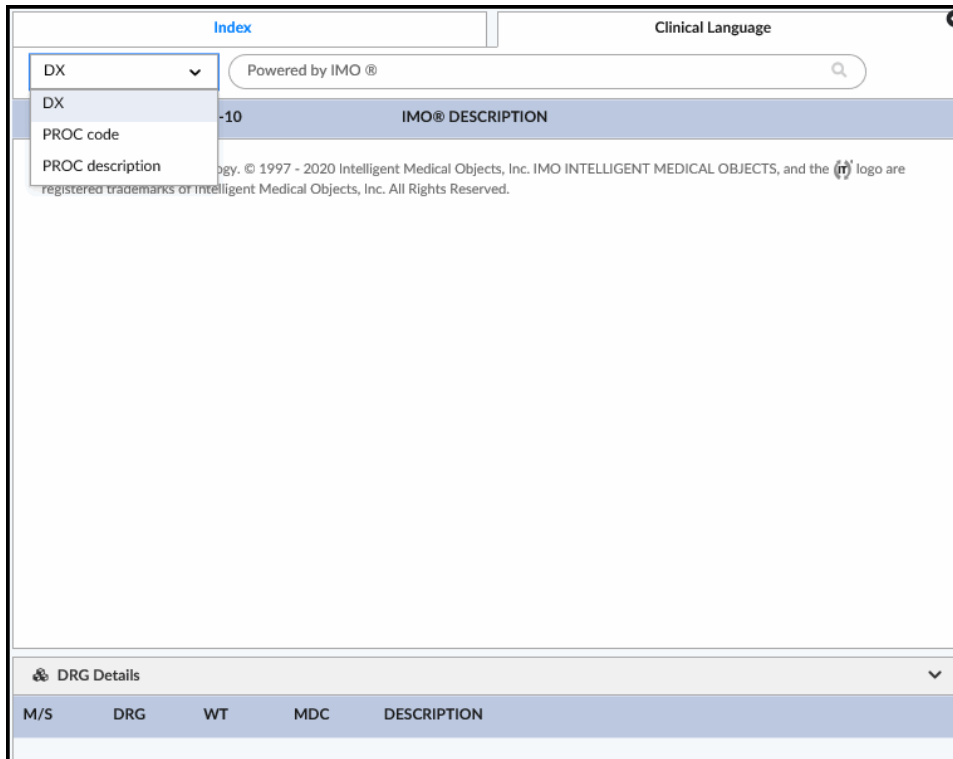 Index
Clinical Language
DX
Powered by IMO ®
DX
PROC code
PROC description
-10
IMO® DESCRIPTION
ogy. © 1997 - 2020 Intelligent Medical Objects, Inc. IMO INTELLIGENT MEDICAL OBJECTS, and the logo are
registered trademarks of Intelligent Medical Objects, Inc. All Rights Reserved.
DRG Details
M/S DRG WT MDC DESCRIPTION